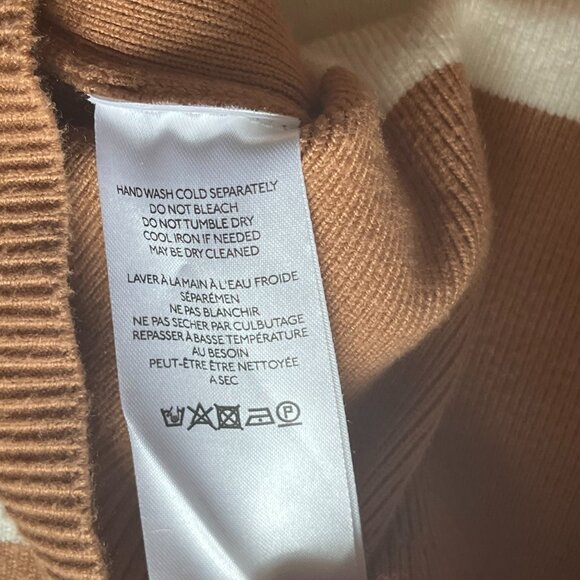 HAND WASH COLD SEPARATELY
DO NOT BLEACH
DO NOT TUMBLE DRY
COOL IRON IF NEEDED
MAY BE DRY CLEANED
LAVER À LA MAIN À L'EAU FROIDE
SÉPARÉMEN
NE PAS BLANCHIR
NE PAS SECHER PAR CULBUTAGE
REPASSER À BASSE TEMPÉRATURE
AU BESOIN
PEUT-ÊTRE ÊTRE NETTOYÉE
A SEC
P